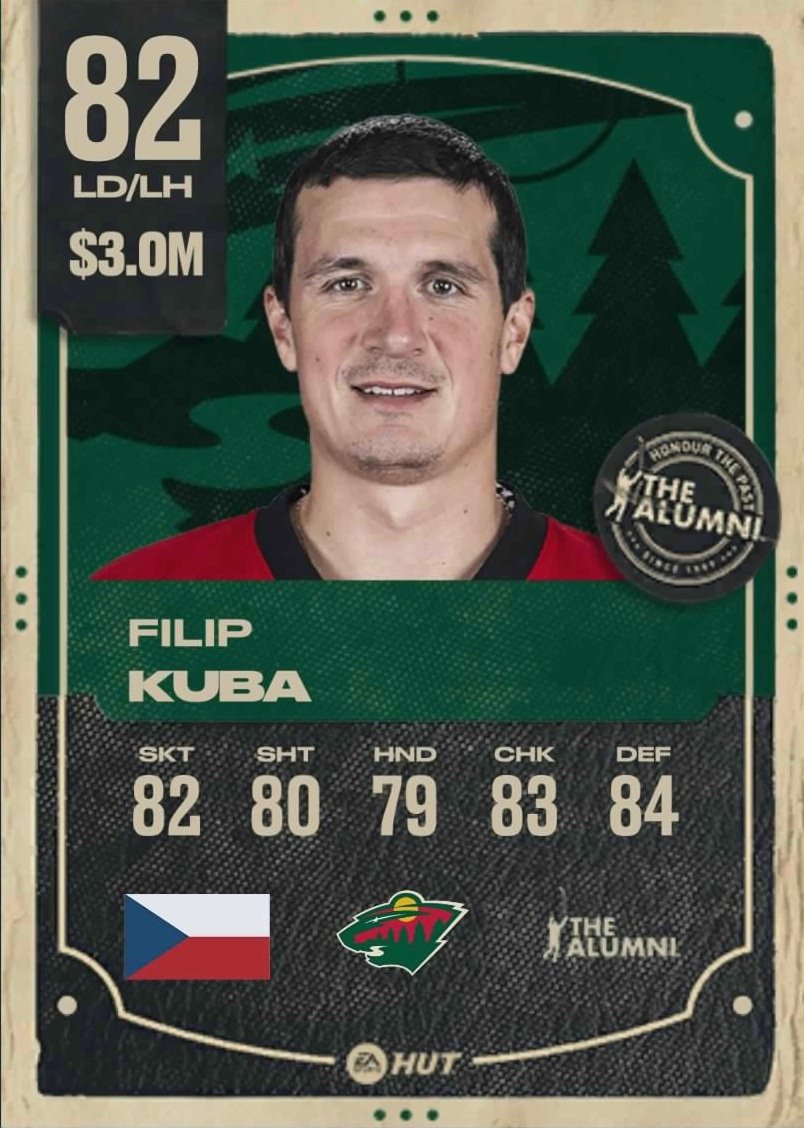 82
LD/LH
$3.0M
HONOUR THE PAST
THE
ALUMNI
FILIP
KUBA
SKT SHT HND CHK DEF
82 80 79 83 84
THE
ALUMNI
EA
HUT